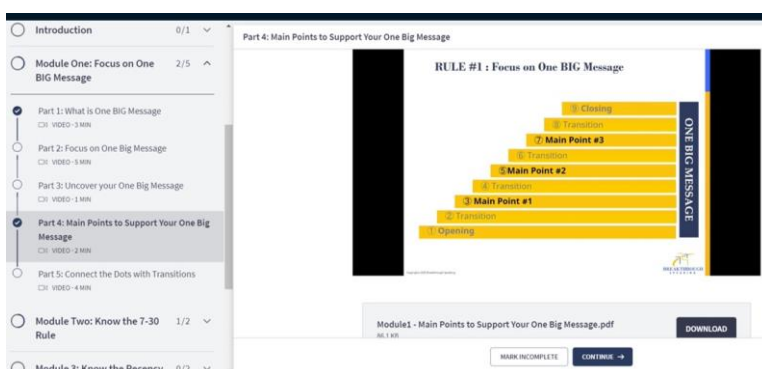 Introduction 0/1
Module One: Focus on One 2/5
BIG Message
Part 1: What is One BIG Message
VIDEO - 3 MIN
Part 2: Focus on One Big Message
VIDEO - 5 MIN
Part 3: Uncover your One Big Message
VIDEO - 1 MIN
Part 4: Main Points to Support Your One Big
Message
VIDEO - 2 MIN
Part 5: Connect the Dots with Transitions
VIDEO - 4 MIN
Module Two: Know the 7-30 1/2
Rule
Module 3: Know the Recency 0/2
Part 4: Main Points to Support Your One Big Message
RULE #1 : Focus on One BIG Message
⑨ Closing
⑧ Transition
⑦ Main Point #3
⑥ Transition
⑤ Main Point #2
④ Transition
③ Main Point #1
② Transition
① Opening
ONE BIG MESSAGE
BREAKTHROUGH
Module1 - Main Points to Support Your One Big Message.pdf
DOWNLOAD
MARK INCOMPLETE
CONTINUE →